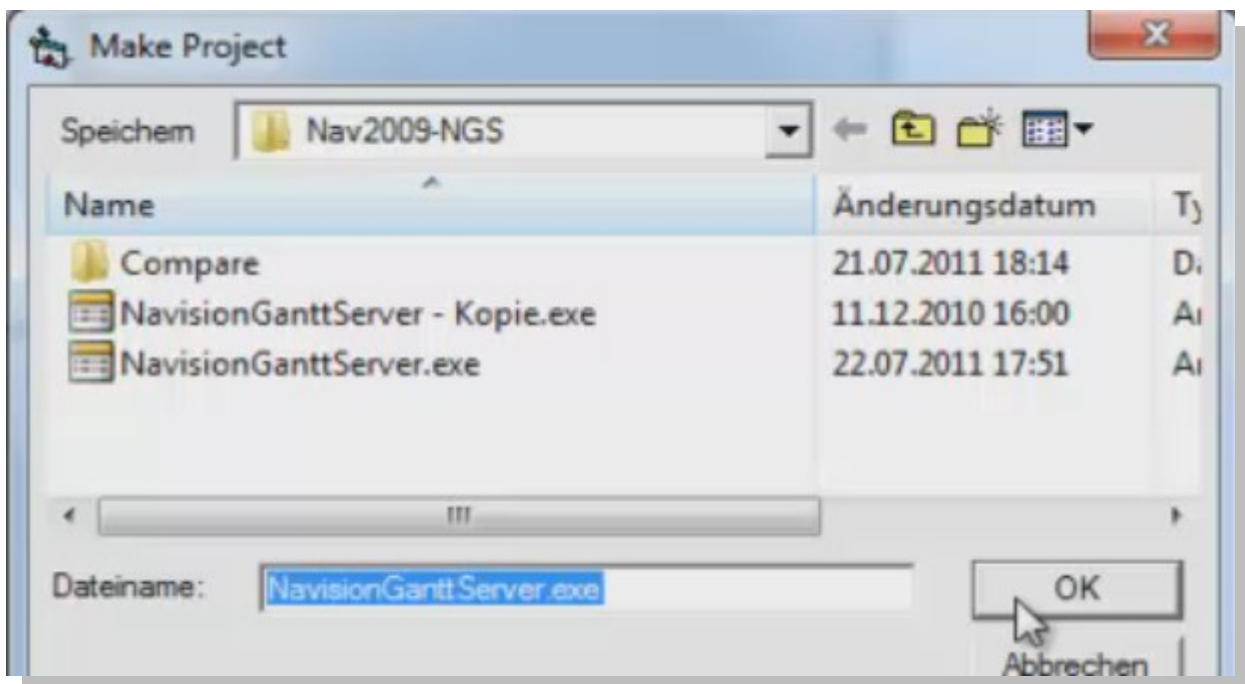 Make Project
Speichern Nav2009-NGS
Name Änderungsdatum
Compare 21.07.2011 18:14
NavisionGanttServer - Kopie.exe 11.12.2010 16:00
NavisionGanttServer.exe 22.07.2011 17:51
Dateiname: NavisionGanttServer.exe OK
Abbrechen